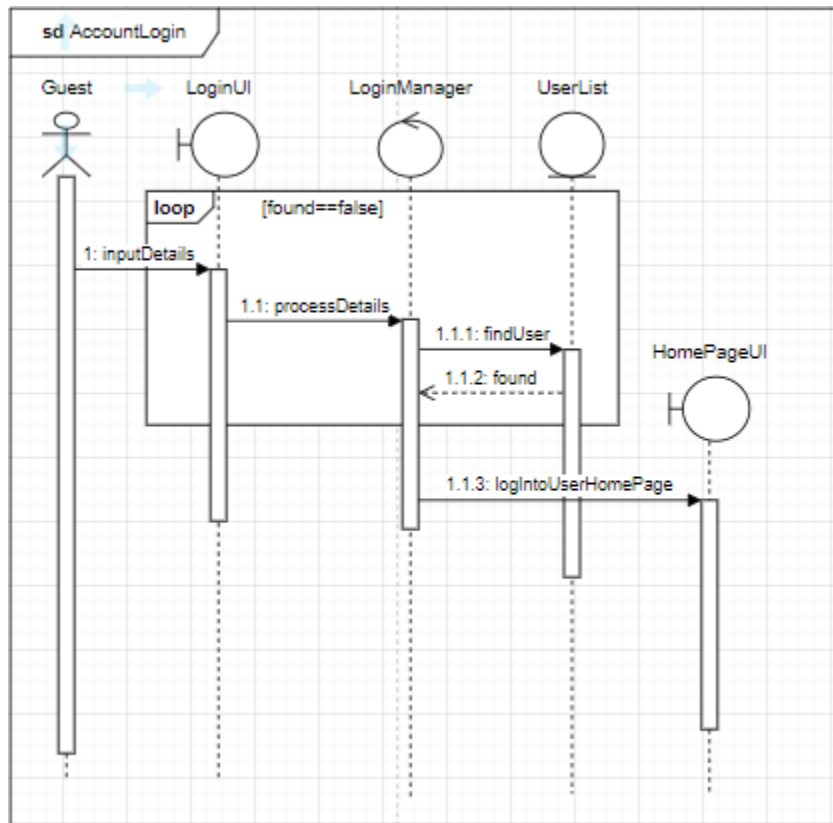 sd AccountLogin
Guest
LoginUI
LoginManager
UserList
loop
[found==false]
1: inputDetails
1.1: processDetails
1.1.1: findUser
HomePageUI
1.1.2: found
1.1.3: logIntoUserHomePage